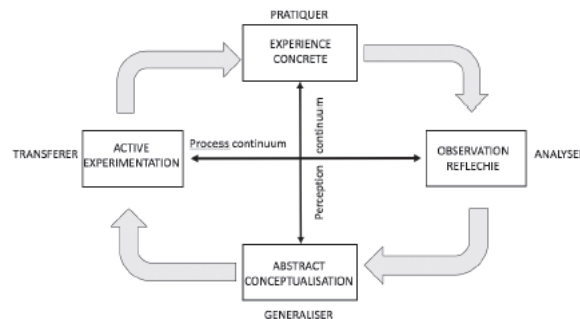 PRATIQUER
EXPERIENCE
CONCRETE
TRANSFERER
ACTIVE
EXPERIMENTATION
Process continuum
Perception continuum
OBSERVATION
REFLECHIE
ANALYSER
ABSTRACT
CONCEPTUALISATION
GENERALISER